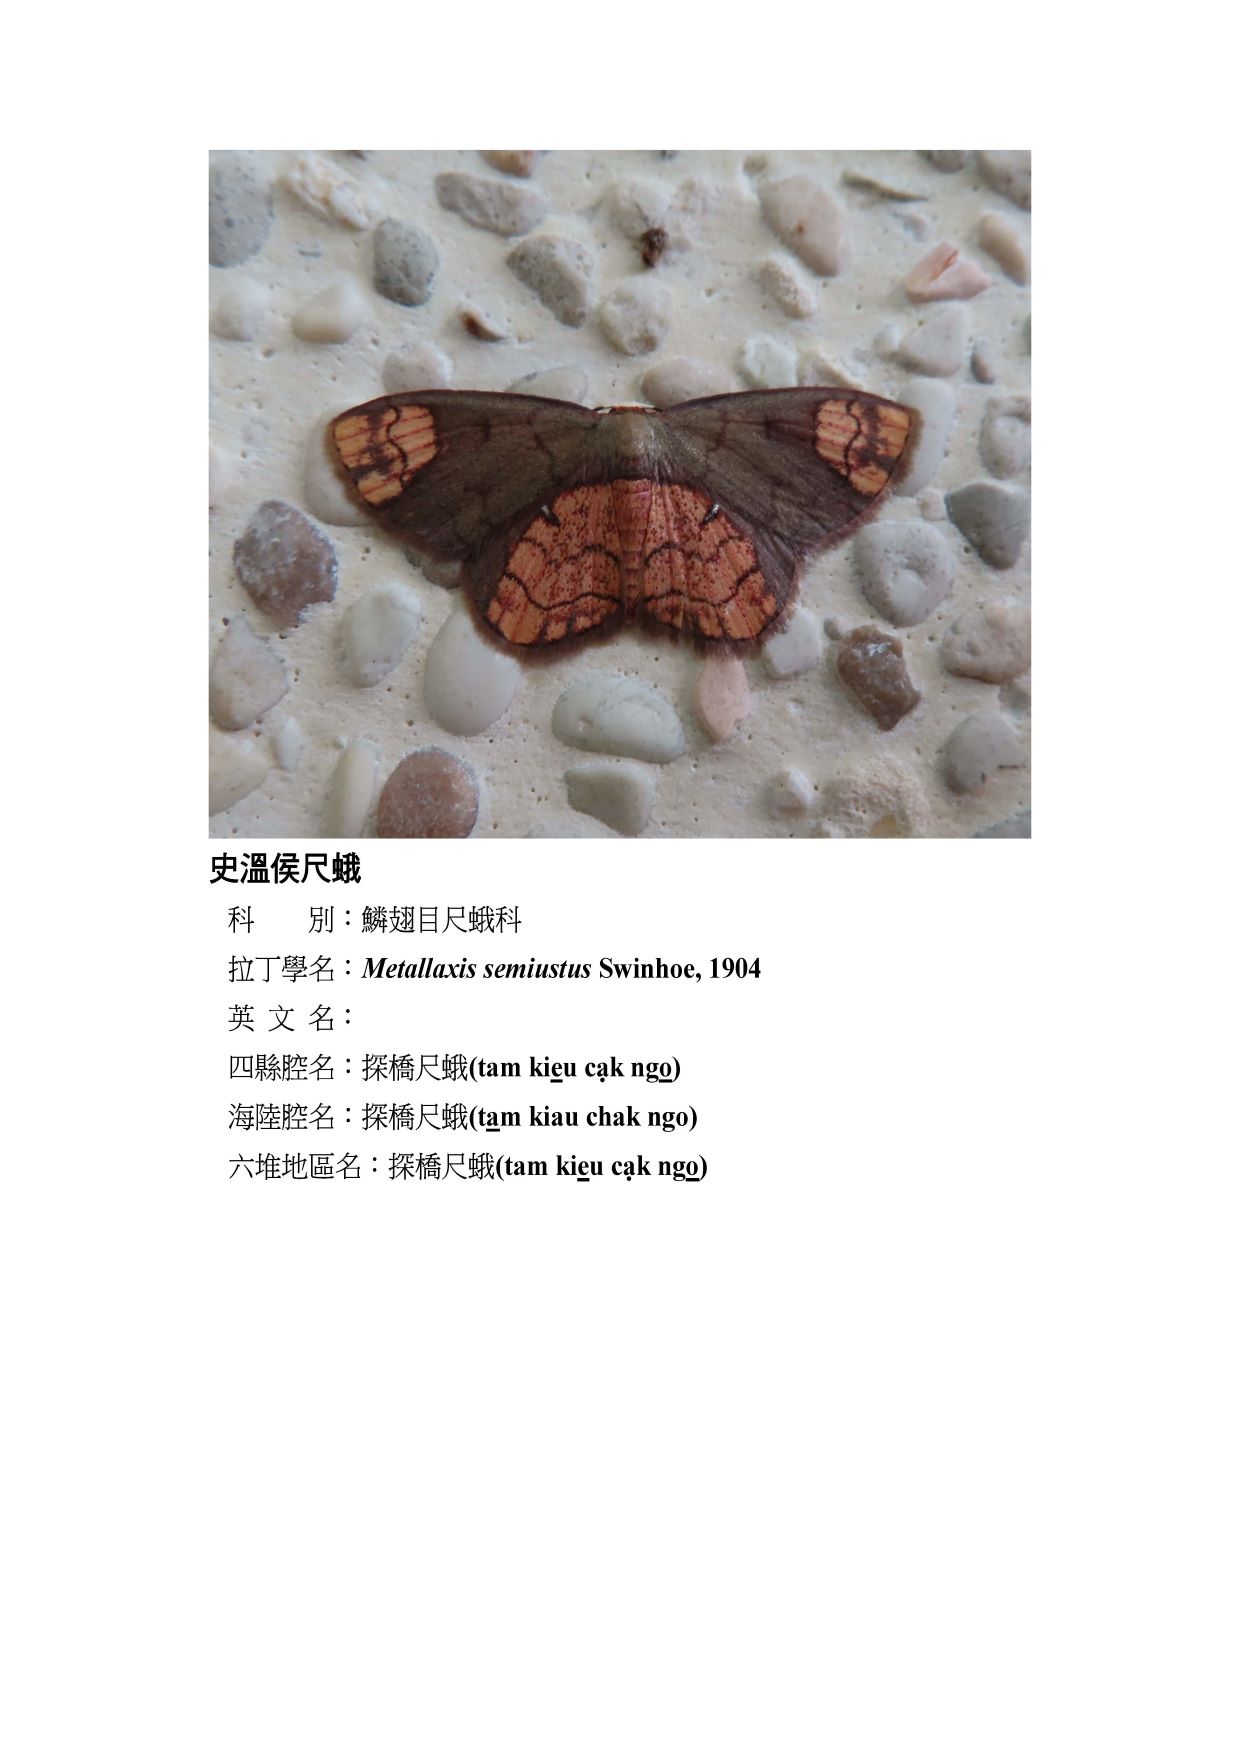 史溫侯尺蛾
科　　別：鱗翅目尺蛾科
拉丁學名：Metallaxis semiustus Swinhoe, 1904
英 文 名：
四縣腔名：探橋尺蛾(tam kie̲u cạk ngo̲)
海陸腔名：探橋尺蛾(ta̲m kiau chak ngo)
六堆地區名：探橋尺蛾(tam kie̲u cạk ngo̲)